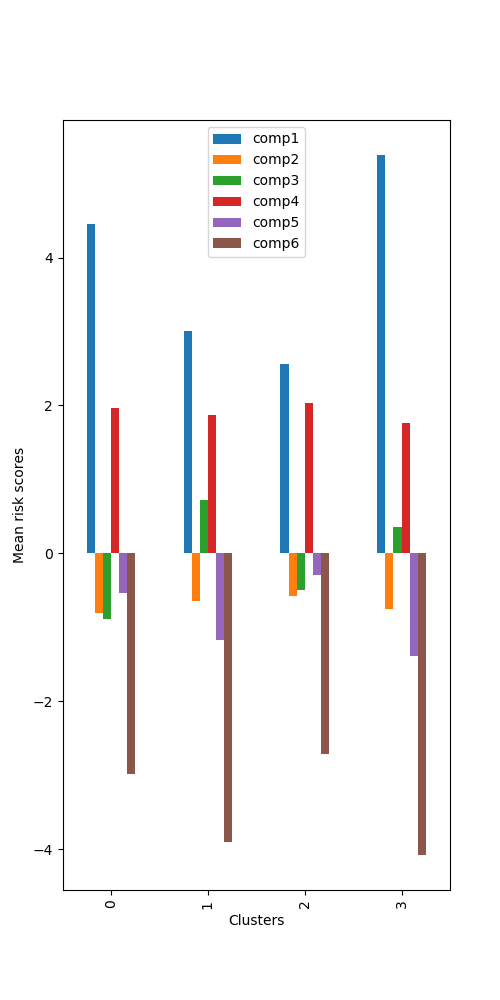 comp1
comp2
comp3
comp4
comp5
comp6
4
2
0
−2
−4
Mean risk scores
0 1 2 3
Clusters